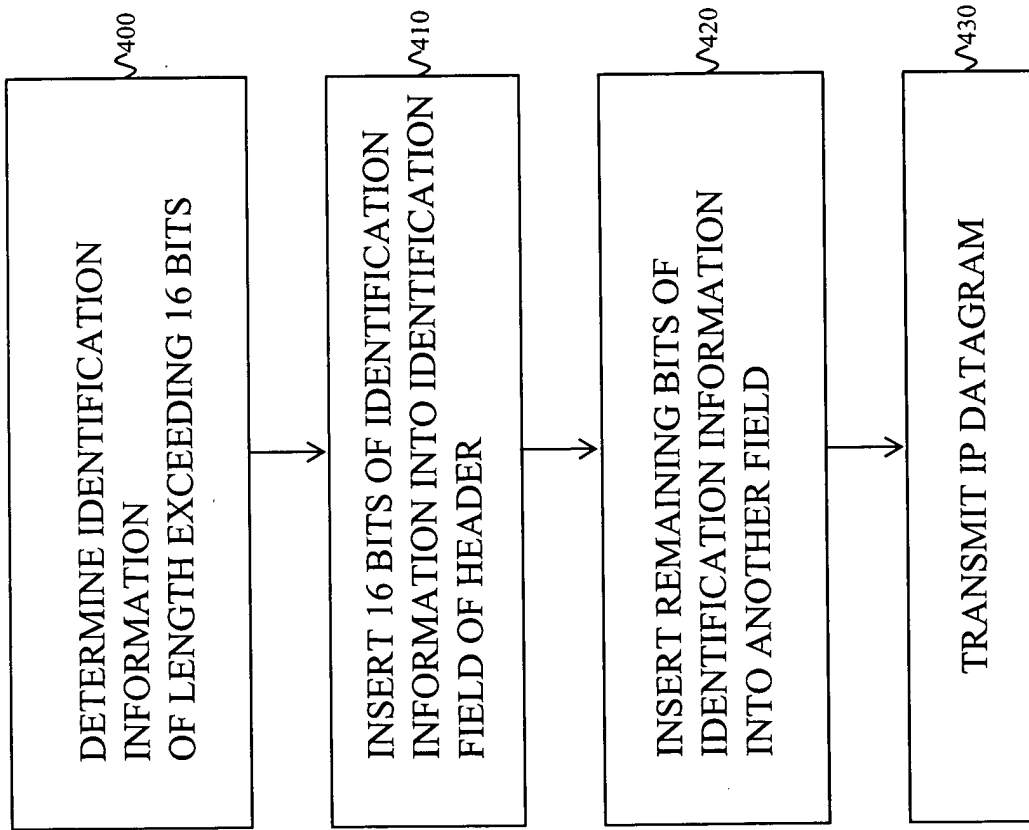 DETERMINE IDENTIFICATION
INFORMATION
OF LENGTH EXCEEDING 16 BITS
400
INSERT 16 BITS OF IDENTIFICATION
INFORMATION INTO IDENTIFICATION
FIELD OF HEADER
410
INSERT REMAINING BITS OF
IDENTIFICATION INFORMATION
INTO ANOTHER FIELD
420
TRANSMIT IP DATAGRAM
430